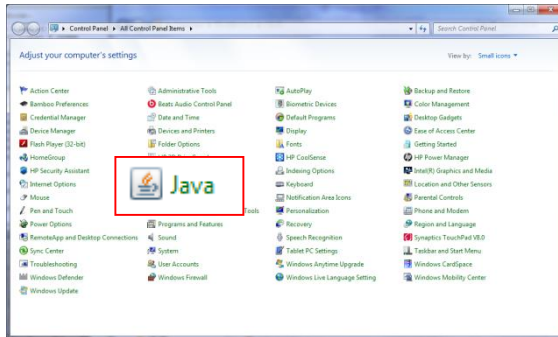 Control Panel ▸ All Control Panel Items ▸
Search Control Panel
Adjust your computer's settings
View by: Small icons
Action Center
Administrative Tools
AutoPlay
Backup and Restore
Bamboo Preferences
Beats Audio Control Panel
Biometric Devices
Color Management
Credential Manager
Date and Time
Default Programs
Desktop Gadgets
Device Manager
Devices and Printers
Display
Ease of Access Center
Flash Player (32-bit)
Folder Options
Fonts
Getting Started
HomeGroup
HP CoolSense
HP Power Manager
HP Security Assistant
Java
Indexing Options
Intel(R) Graphics and Media
Internet Options
Keyboard
Location and Other Sensors
Mouse
Notification Area Icons
Parental Controls
Pen and Touch
Tools
Personalization
Phone and Modem
Power Options
Programs and Features
Recovery
Region and Language
RemoteApp and Desktop Connections
Sound
Speech Recognition
Synaptics TouchPad V8.0
Sync Center
System
Tablet PC Settings
Taskbar and Start Menu
Troubleshooting
User Accounts
Windows Anytime Upgrade
Windows CardSpace
Windows Defender
Windows Firewall
Windows Live Language Setting
Windows Mobility Center
Windows Update